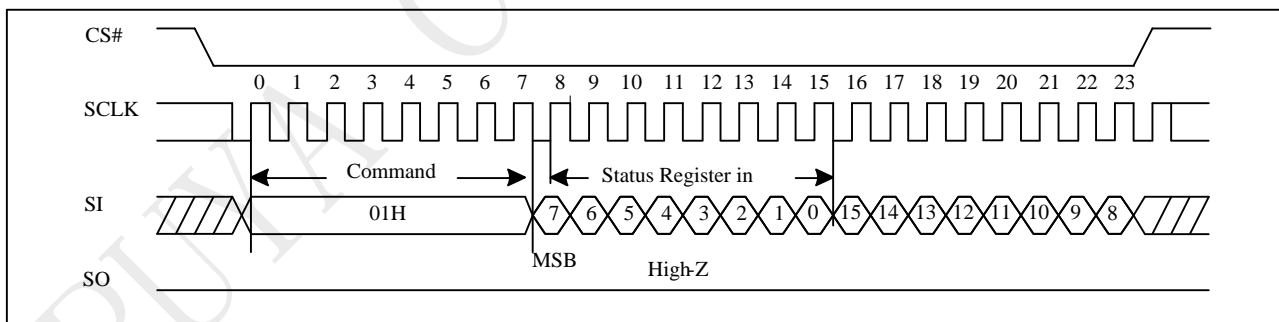 CS#
0 1 2 3 4 5 6 7 8 9 10 11 12 13 14 15 16 17 18 19 20 21 22 23
SCLK
Command Status Register in
SI
01H 7 6 5 4 3 2 1 0 15 14 13 12 11 10 9 8
MSB High-Z
SO
PUYA